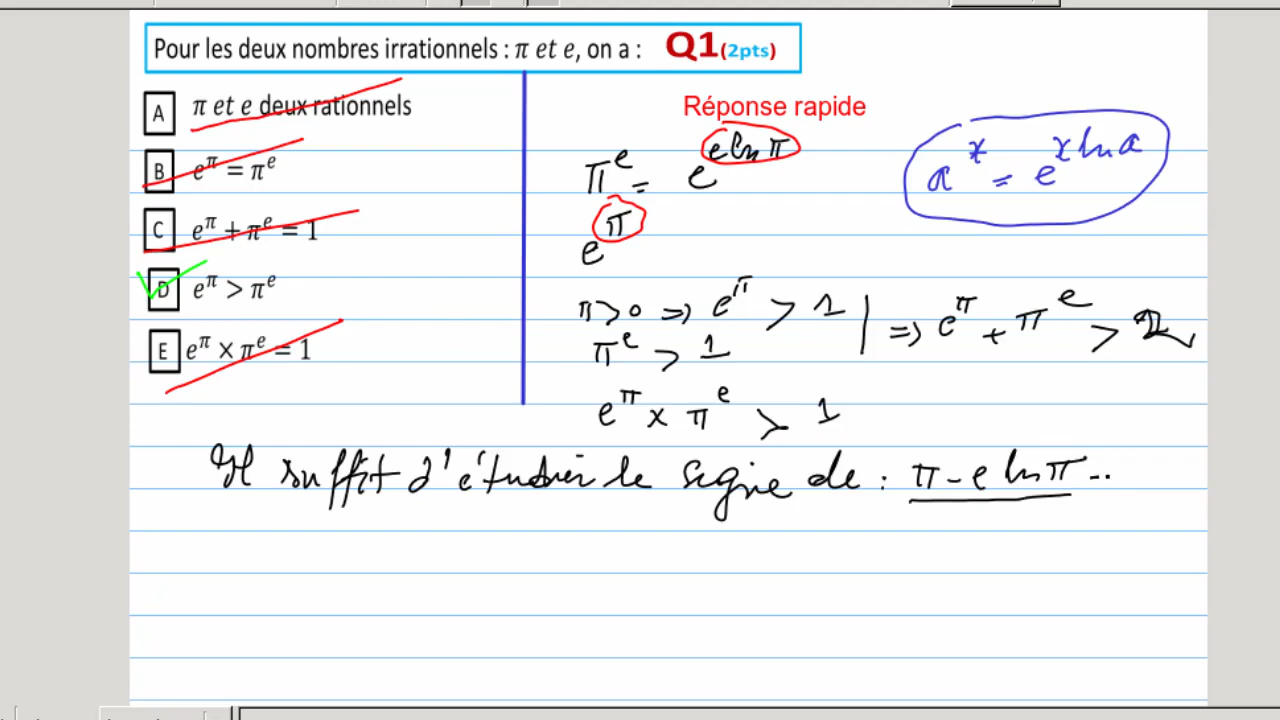 Pour les deux nombres irrationnels : π et e, on a : Q1(2pts)
A π et e deux rationnels
B e^π = π^e
C e^π + π^e = 1
D e^π > π^e
E e^π × π^e = 1
Réponse rapide
π^e = e^(e ln π)
a^x = e^(x ln a)
e^π
π > 0 ⇒ e^π > 1 | ⇒ e^π + π^e > 2
π^e > 1
e^π × π^e > 1
Il suffit d'étudier le signe de : π - e ln π ..